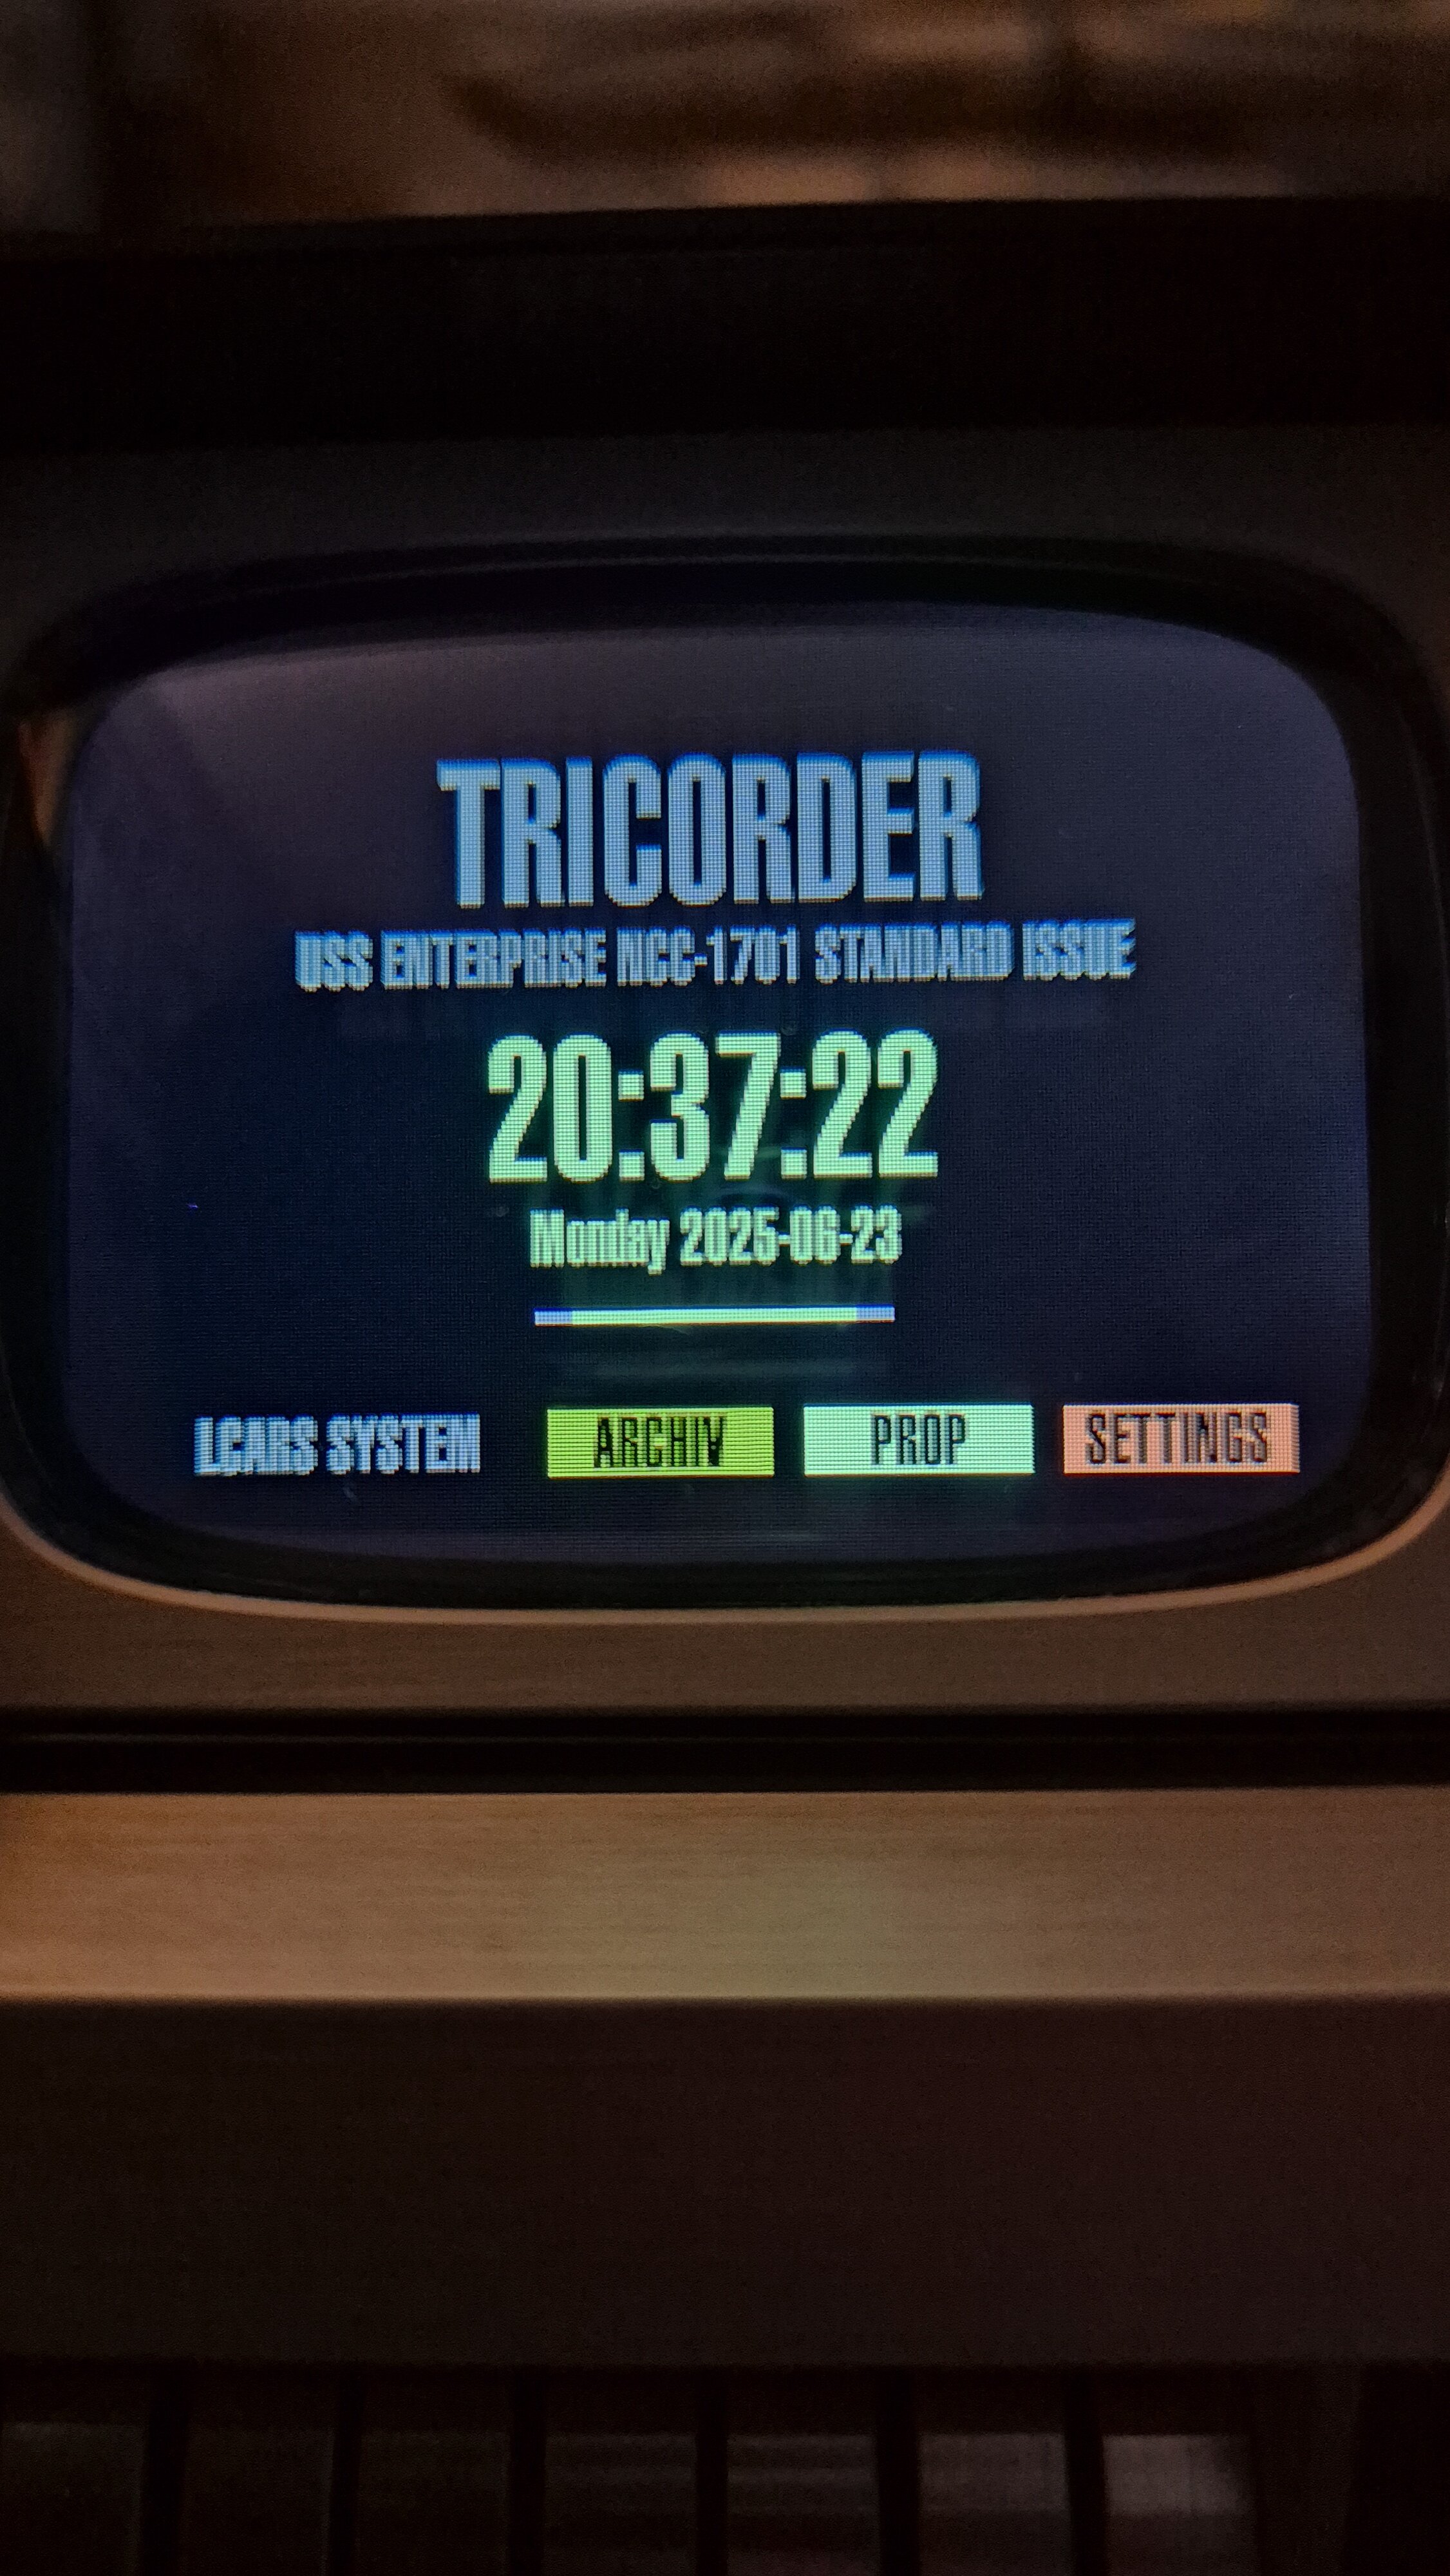 TRICORDER
USS ENTERPRISE NCC-1701 STANDARD ISSUE
20:37:22
Monday 2025-06-23
LCARS SYSTEM ARCHIV PROP SETTINGS